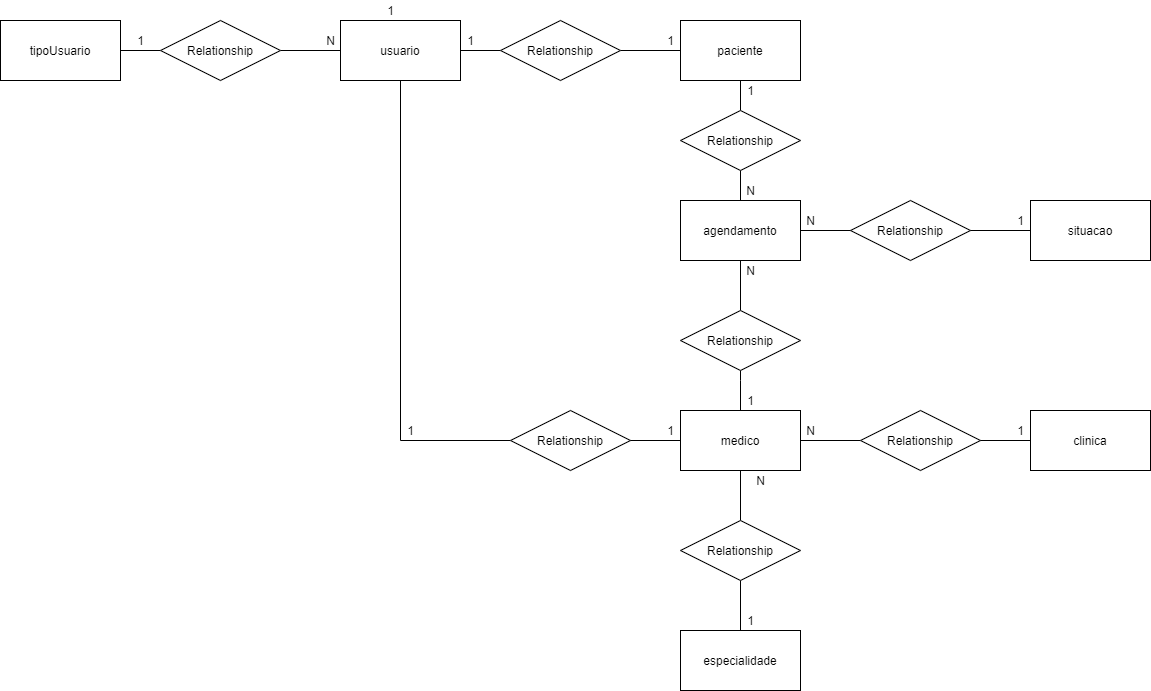 1
tipoUsuario
1
Relationship
N
usuario
1
Relationship
1
paciente
1
Relationship
N
agendamento
N
Relationship
1
situacao
N
Relationship
1
1
Relationship
1
medico
N
Relationship
1
clinica
N
Relationship
1
especialidade